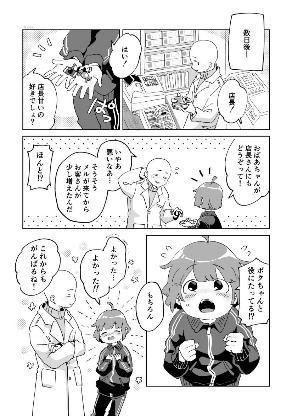 数日後―
店長
はい!
店長甘いの
好きでしょ?
おばあちゃんが
店長さんにも
どうぞって!
いやあ
悪いなあ…
そうそう
メルが来てから
お客さんが
少し増えたんだ
ほんと!?
ボクちゃんと
役にたってる!?
もちろん
よかった…
よかった!
これからも
がんばるね!